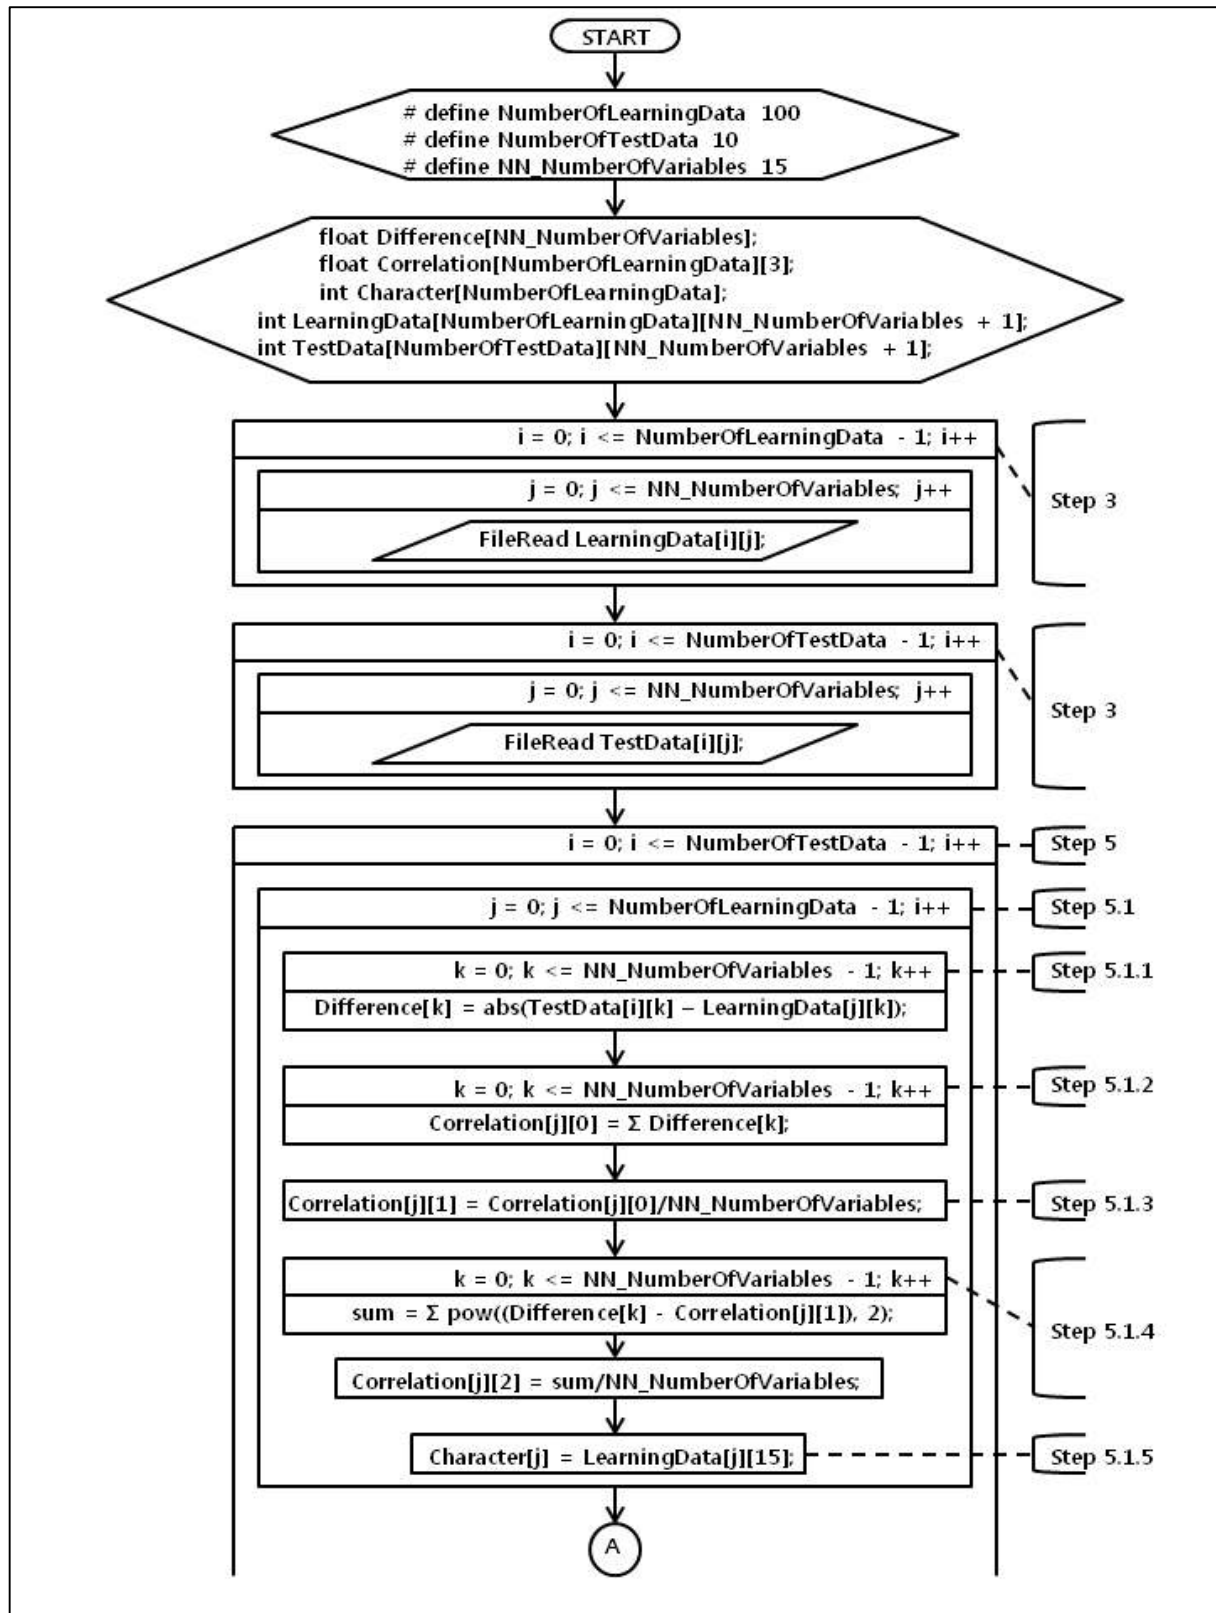 START
# define NumberOfLearningData 100
# define NumberOfTestData 10
# define NN_NumberOfVariables 15
float Difference[NN_NumberOfVariables];
float Correlation[NumberOfLearningData][3];
int Character[NumberOfLearningData];
int LearningData[NumberOfLearningData][NN_NumberOfVariables + 1];
int TestData[NumberOfTestData][NN_NumberOfVariables + 1];
i = 0; i <= NumberOfLearningData - 1; i++
j = 0; j <= NN_NumberOfVariables; j++
Step 3
FileRead LearningData[i][j];
i = 0; i <= NumberOfTestData - 1; i++
j = 0; j <= NN_NumberOfVariables; j++
Step 3
FileRead TestData[i][j];
i = 0; i <= NumberOfTestData - 1; i++
Step 5
j = 0; j <= NumberOfLearningData - 1; i++
Step 5.1
k = 0; k <= NN_NumberOfVariables - 1; k++
Step 5.1.1
Difference[k] = abs(TestData[i][k] – LearningData[j][k]);
k = 0; k <= NN_NumberOfVariables - 1; k++
Step 5.1.2
Correlation[j][0] = Σ Difference[k];
Correlation[j][1] = Correlation[j][0]/NN_NumberOfVariables;
Step 5.1.3
k = 0; k <= NN_NumberOfVariables - 1; k++
sum = Σ pow((Difference[k] - Correlation[j][1]), 2);
Step 5.1.4
Correlation[j][2] = sum/NN_NumberOfVariables;
Character[j] = LearningData[j][15];
Step 5.1.5
A